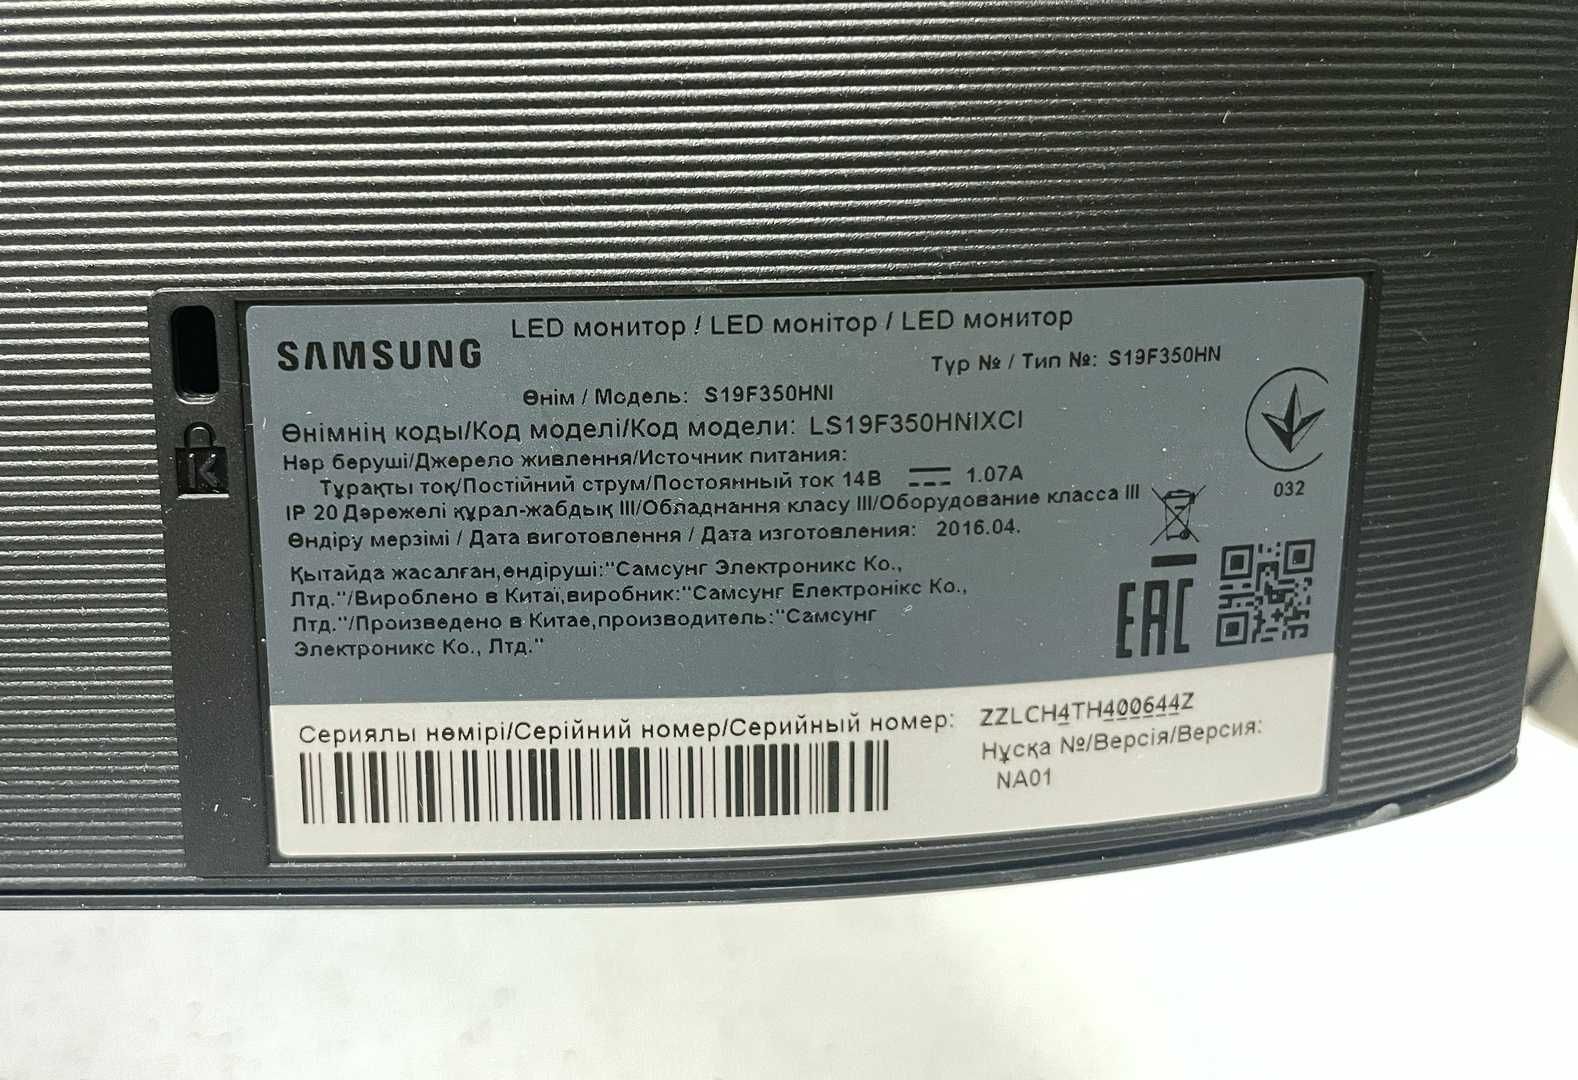 LED монитор / LED монітор / LED монитор
SAMSUNG
Түр № / Тип №: S19F350HN
Өнім / Модель: S19F350HNI
Өнімнің коды/Код моделі/Код модели: LS19F350HNIXCI
Нәр беруші/Джерело живлення/Источник питания:
Тұрақты ток/Постійний струм/Постоянный ток 14В 1.07A
IP 20 Дәрежелі құрал-жабдық III/Обладнання класу III/Оборудование класса III
Өндіру мерзімі / Дата виготовлення / Дата изготовления: 2016.04.
Қытайда жасалған,өндіруші:"Самсунг Электроникс Ко.,
Лтд."/Вироблено в Китаї,виробник:"Самсунг Електронікс Ко.,
Лтд."/Произведено в Китае,производитель:"Самсунг
Электроникс Ко., Лтд."
032
EAC
K
Сериялы нөмірі/Серійний номер/Серийный номер: ZZLCH4TH400644Z
Нұсқа №/Версія/Версия:
NA01